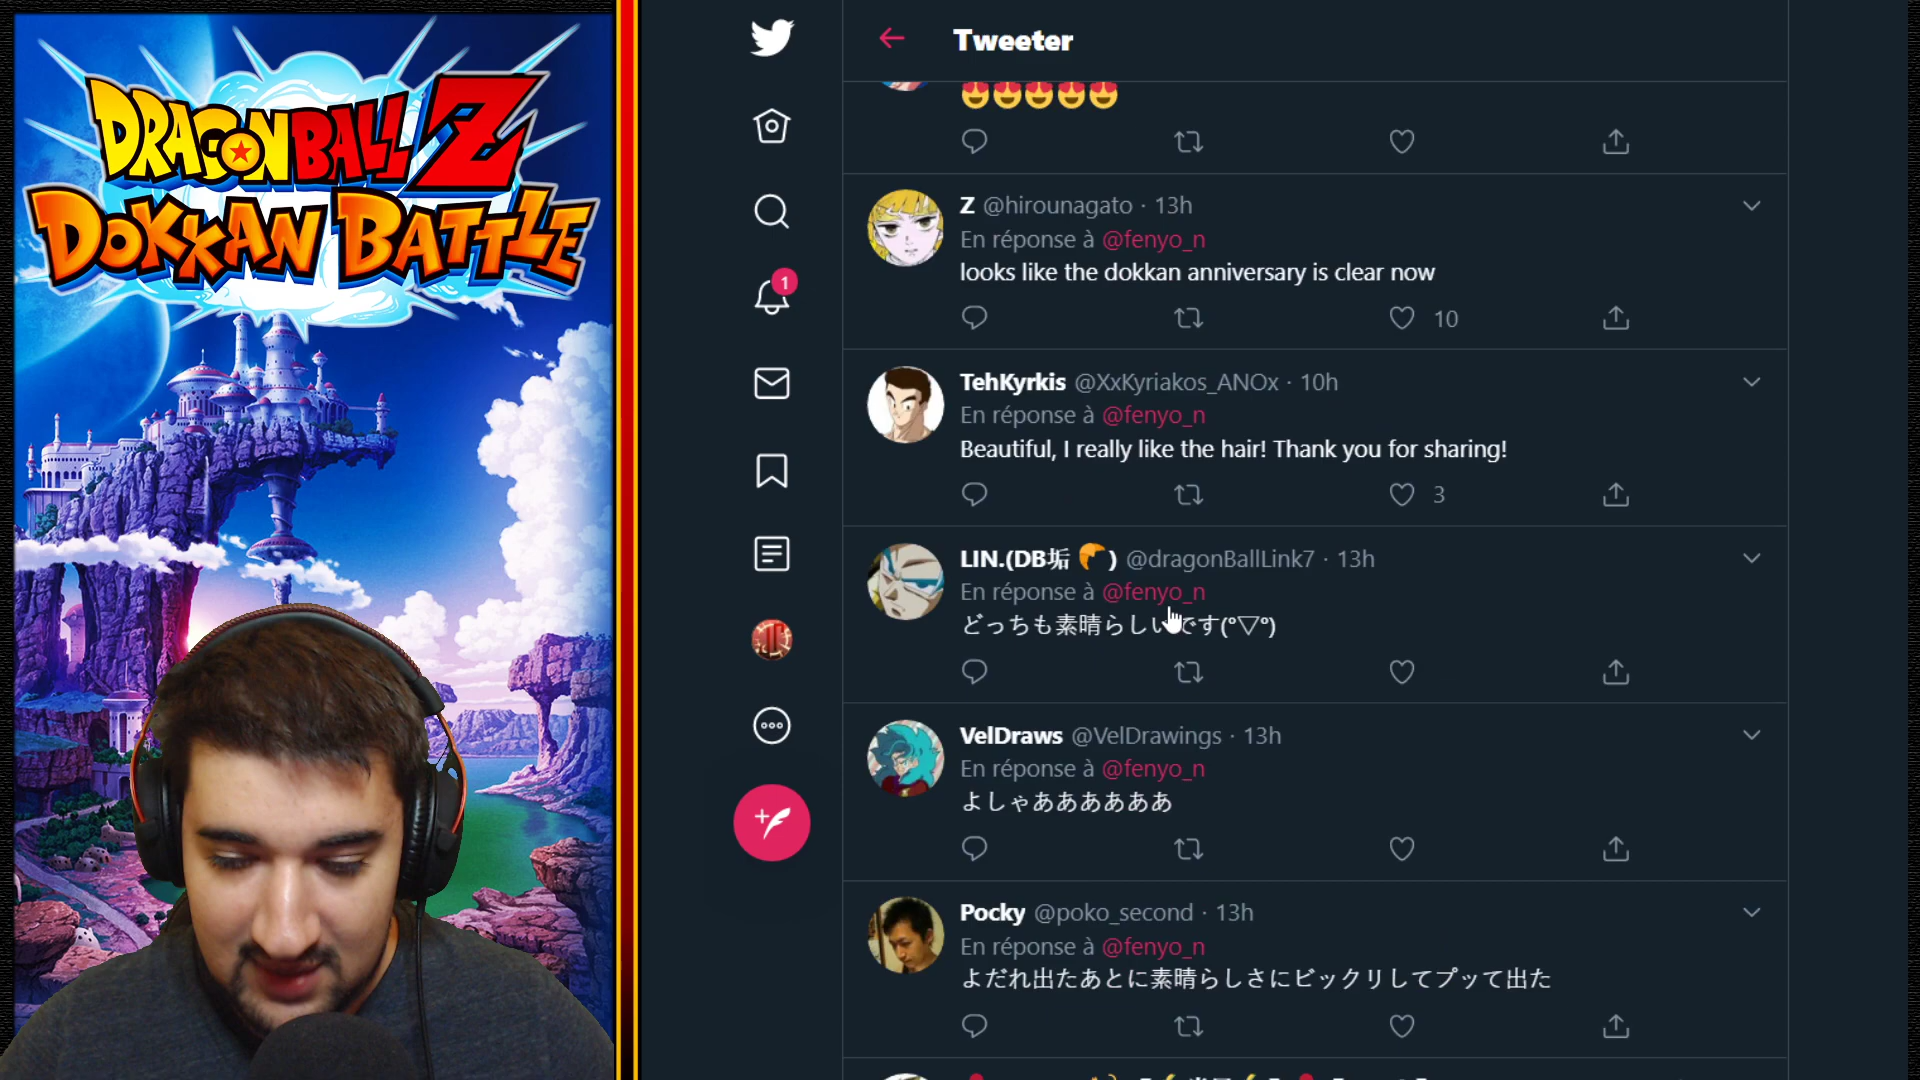 DRAGON BALL Z
DOKKAN BATTLE
Tweeter
😍😍😍😍😍
Z @hirounagato · 13h
En réponse à @fenyo_n
looks like the dokkan anniversary is clear now
10
1
TehKyrkis @XxKyriakos_ANOx · 10h
En réponse à @fenyo_n
Beautiful, I really like the hair! Thank you for sharing!
3
LIN.(DB垢 🥐) @dragonBallLink7 · 13h
En réponse à @fenyo_n
どっちも素晴らしいです(°▽°)
VelDraws @VelDrawings · 13h
En réponse à @fenyo_n
よしゃああああああ
Pocky @poko_second · 13h
En réponse à @fenyo_n
よだれ出たあとに素晴らしさにビックリしてプッて出た